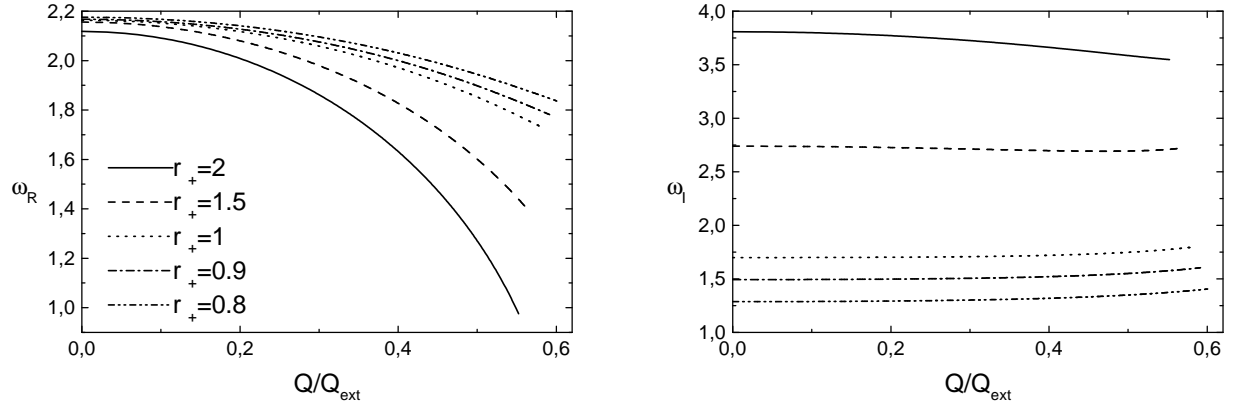 2,2
2,0
1,8
1,6
1,4
1,2
1,0
ω_R
r_+=2
r_+=1.5
r_+=1
r_+=0.9
r_+=0.8
0,0 0,2 0,4 0,6
Q/Q_ext
4,0
3,5
3,0
2,5
2,0
1,5
1,0
ω_I
0,0 0,2 0,4 0,6
Q/Q_ext